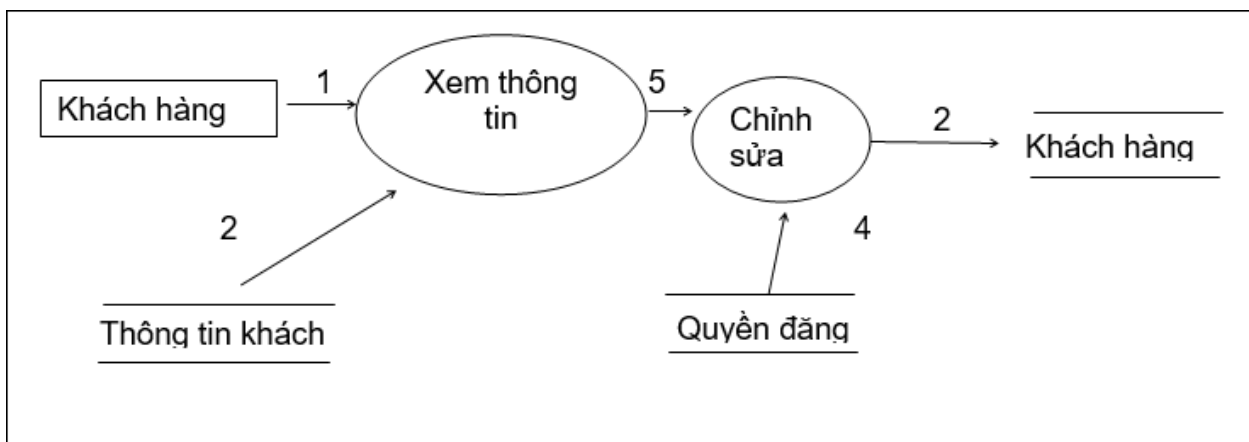 1
Xem thông
tin
5
Khách hàng
Chỉnh
sửa
2
Khách hàng
2
4
Thông tin khách
Quyền đăng